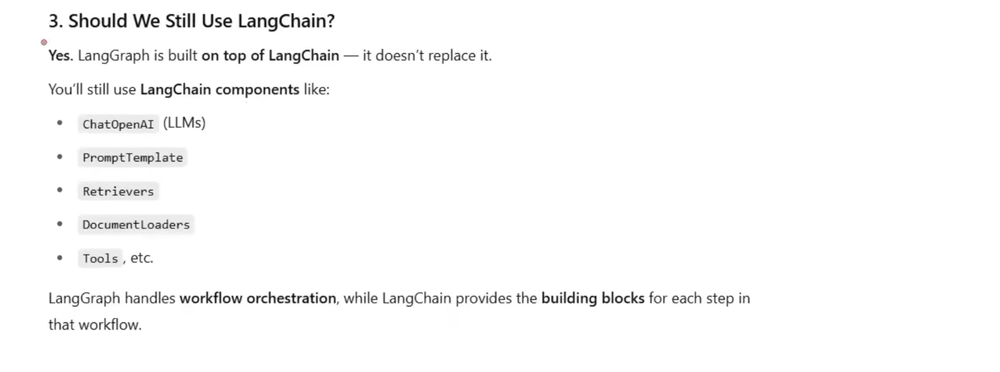 3. Should We Still Use LangChain?
Yes. LangGraph is built on top of LangChain — it doesn’t replace it.
You’ll still use LangChain components like:
• ChatOpenAI (LLMs)
• PromptTemplate
• Retrievers
• DocumentLoaders
• Tools , etc.
LangGraph handles workflow orchestration, while LangChain provides the building blocks for each step in
that workflow.